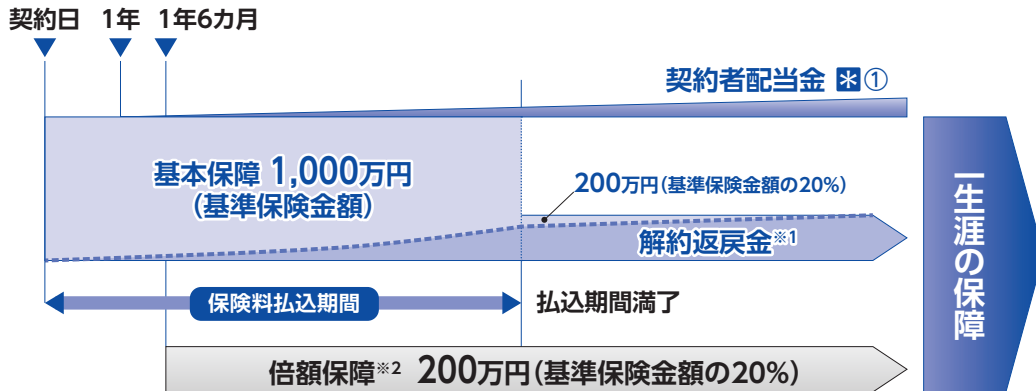 契約日 1年 1年6カ月
契約者配当金 *①
基本保障 1,000万円
(基準保険金額)
200万円(基準保険金額の20%)
解約返戻金※1
保険料払込期間
払込期間満了
倍額保障※2 200万円(基準保険金額の20%)
一生涯の保障